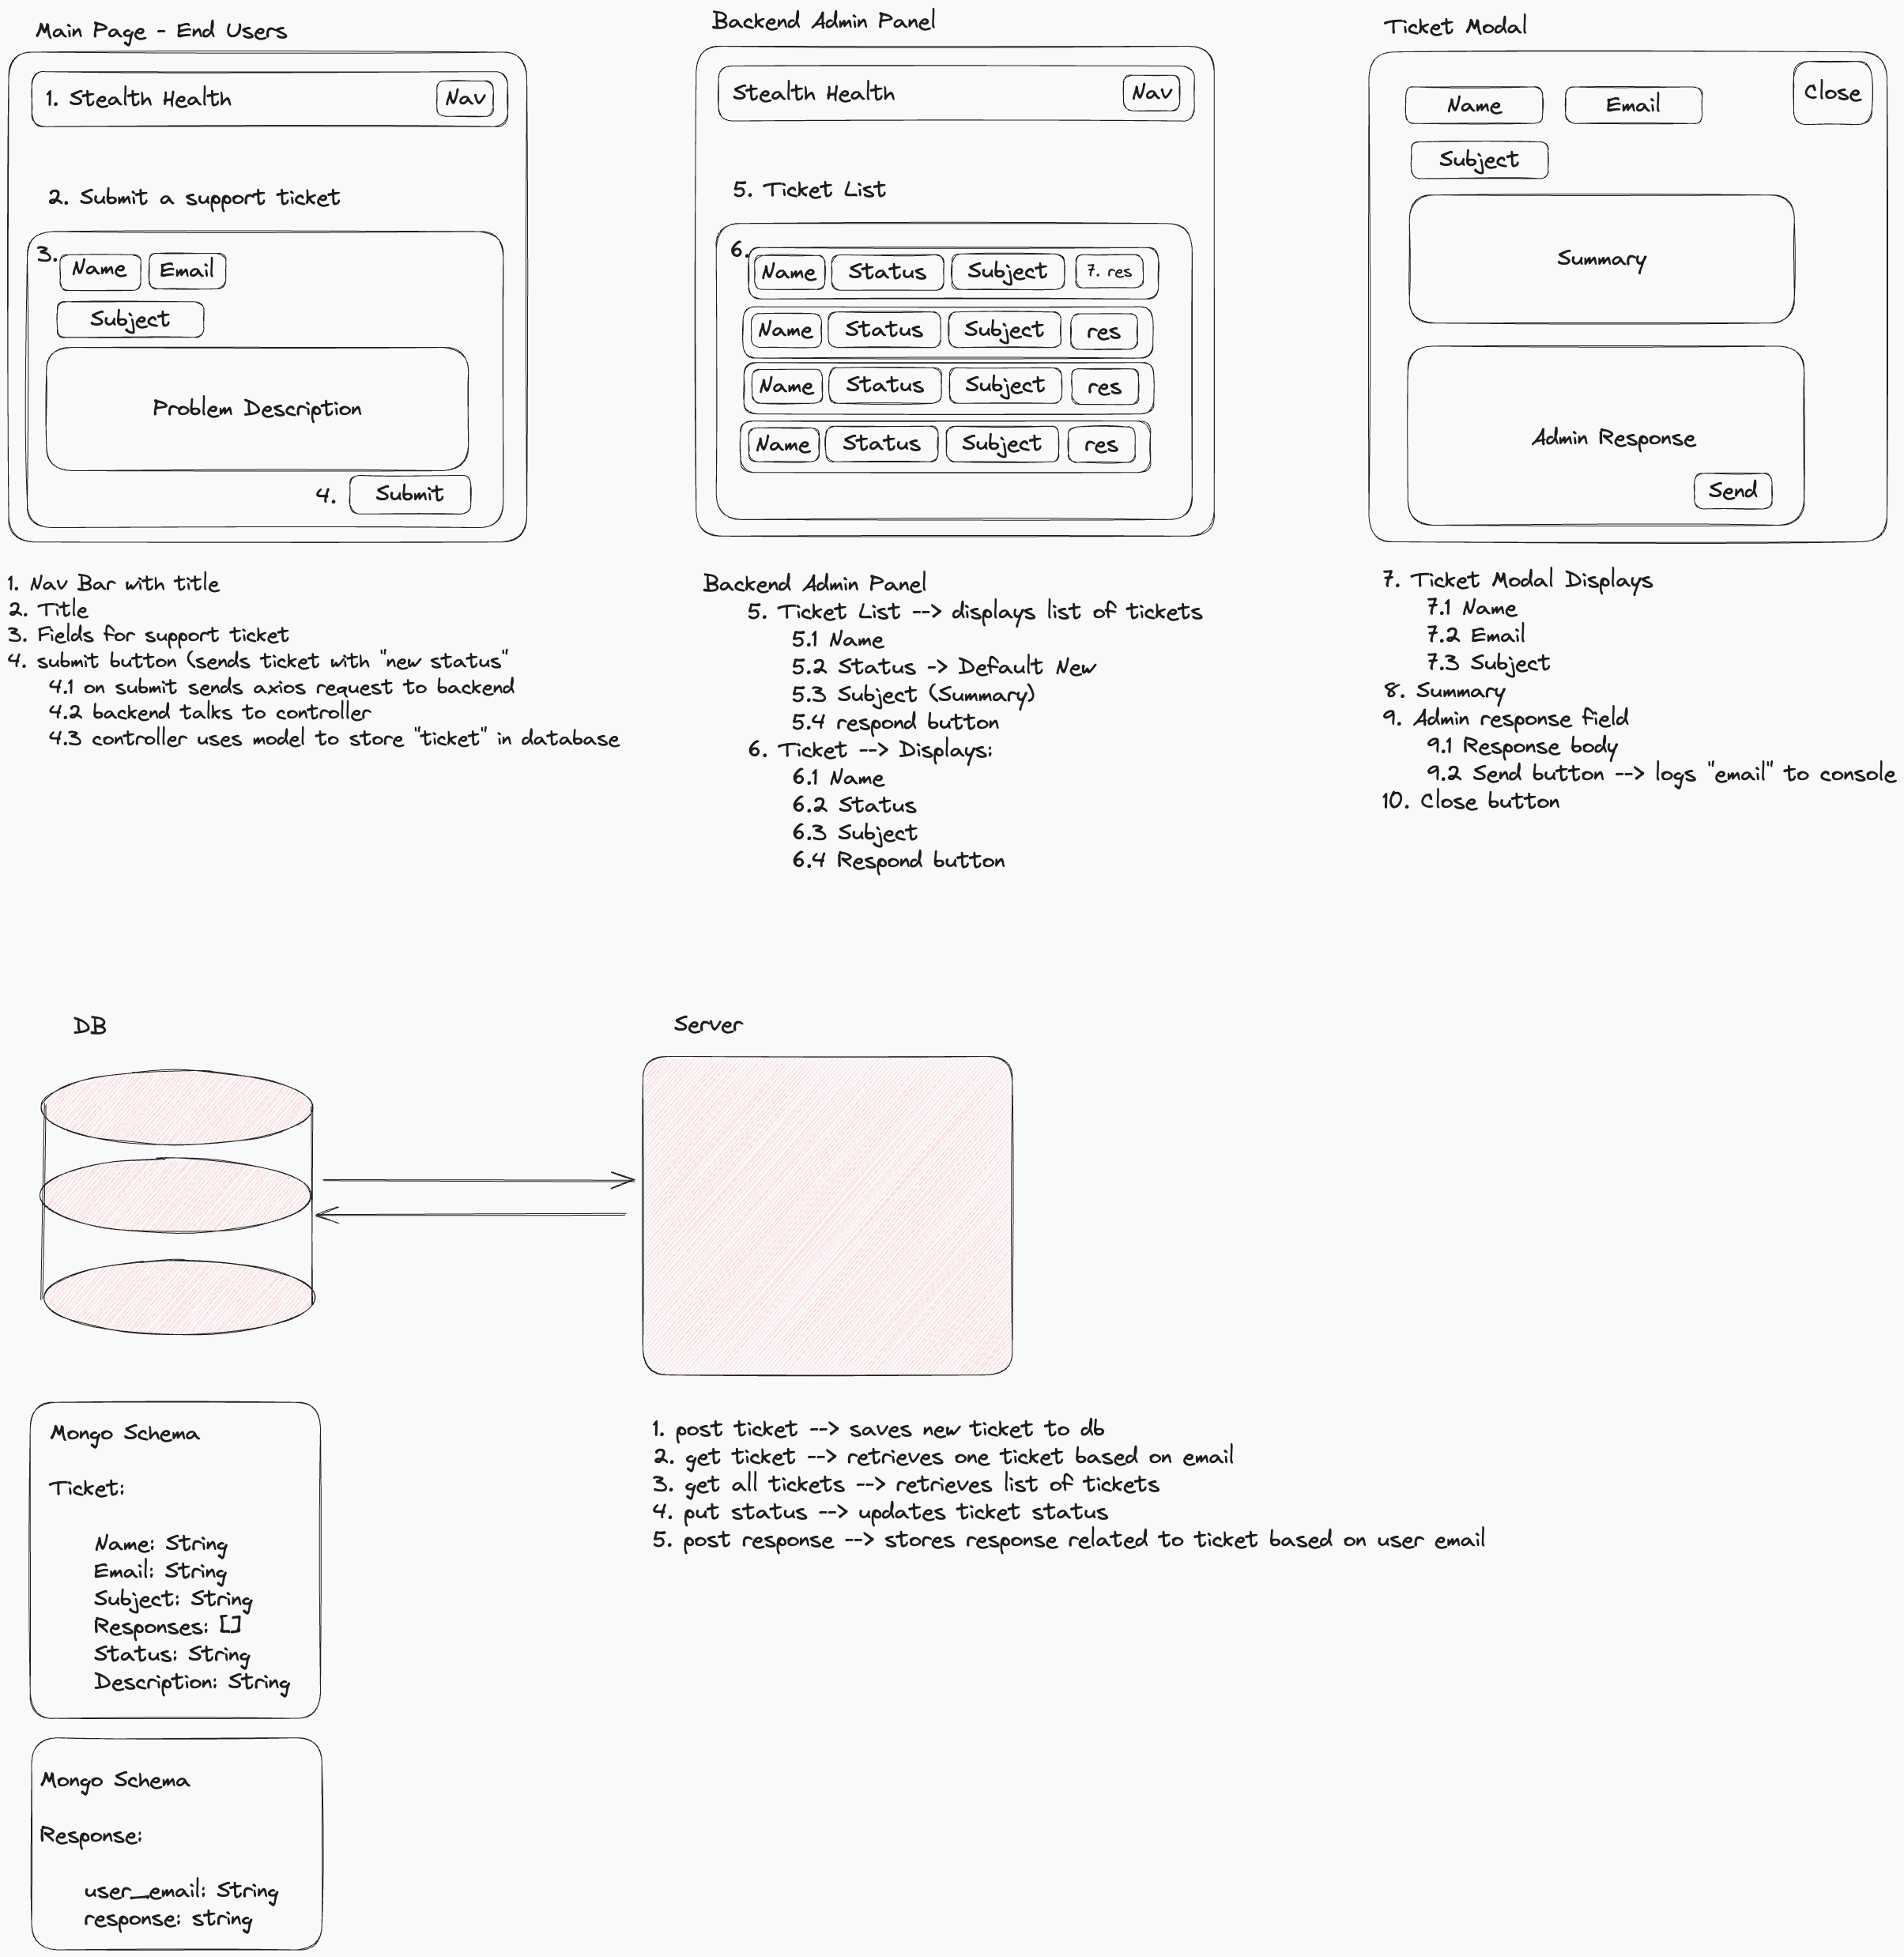 Main Page - End Users
1. Stealth Health
Nav
2. Submit a support ticket
3.
Name
Email
Subject
Problem Description
4.
Submit
1. Nav Bar with title
2. Title
3. Fields for support ticket
4. submit button (sends ticket with "new status"
4.1 on submit sends axios request to backend
4.2 backend talks to controller
4.3 controller uses model to store "ticket" in database
Backend Admin Panel
Stealth Health
Nav
5. Ticket List
6.
Name Status Subject 7. res
Name Status Subject res
Name Status Subject res
Name Status Subject res
Backend Admin Panel
5. Ticket List --> displays list of tickets
5.1 Name
5.2 Status -> Default New
5.3 Subject (Summary)
5.4 respond button
6. Ticket --> Displays:
6.1 Name
6.2 Status
6.3 Subject
6.4 Respond button
Ticket Modal
Name
Email
Close
Subject
Summary
Admin Response
Send
7. Ticket Modal Displays
7.1 Name
7.2 Email
7.3 Subject
8. Summary
9. Admin response field
9.1 Response body
9.2 Send button --> logs "email" to console
10. Close button
DB
Server
Mongo Schema
Ticket:
Name: String
Email: String
Subject: String
Responses: []
Status: String
Description: String
Mongo Schema
Response:
user_email: String
response: string
1. post ticket --> saves new ticket to db
2. get ticket --> retrieves one ticket based on email
3. get all tickets --> retrieves list of tickets
4. put status --> updates ticket status
5. post response --> stores response related to ticket based on user email